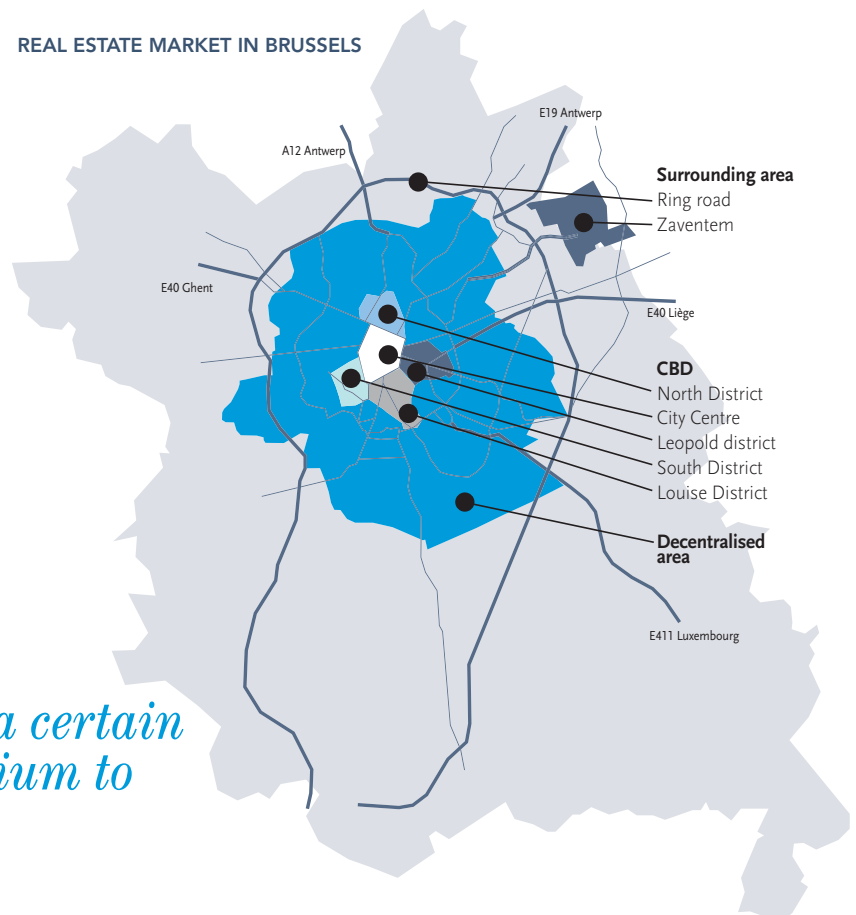 REAL ESTATE MARKET IN BRUSSELS
E19 Antwerp
A12 Antwerp
Surrounding area
Ring road
Zaventem
E40 Ghent
E40 Liège
CBD
North District
City Centre
Leopold district
South District
Louise District
Decentralised
area
E411 Luxembourg
a certain
ium to